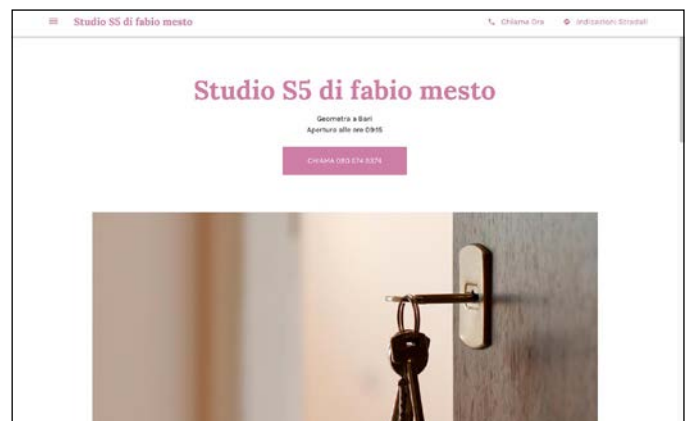 Studio S5 di fabio mesto
Chiama Ora
Indicazioni Stradali
Studio S5 di fabio mesto
Geometra a Bari
Apertura alle ore 09:15
CHIAMA 080 574 5374